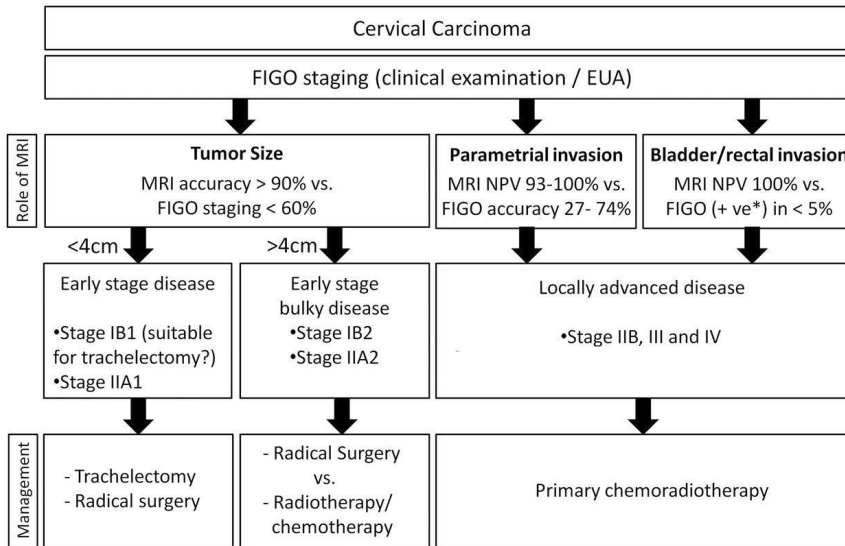 Cervical Carcinoma
FIGO staging (clinical examination / EUA)
Role of MRI
Tumor Size
MRI accuracy > 90% vs.
FIGO staging < 60%
Parametrial invasion
MRI NPV 93-100% vs.
FIGO accuracy 27- 74%
Bladder/rectal invasion
MRI NPV 100% vs.
FIGO (+ ve*) in < 5%
<4cm
>4cm
Early stage disease
•Stage IB1 (suitable
for trachelectomy?)
•Stage IIA1
Early stage
bulky disease
•Stage IB2
•Stage IIA2
Locally advanced disease
•Stage IIB, III and IV
Management
- Trachelectomy
- Radical surgery
- Radical Surgery
vs.
- Radiotherapy/
chemotherapy
Primary chemoradiotherapy